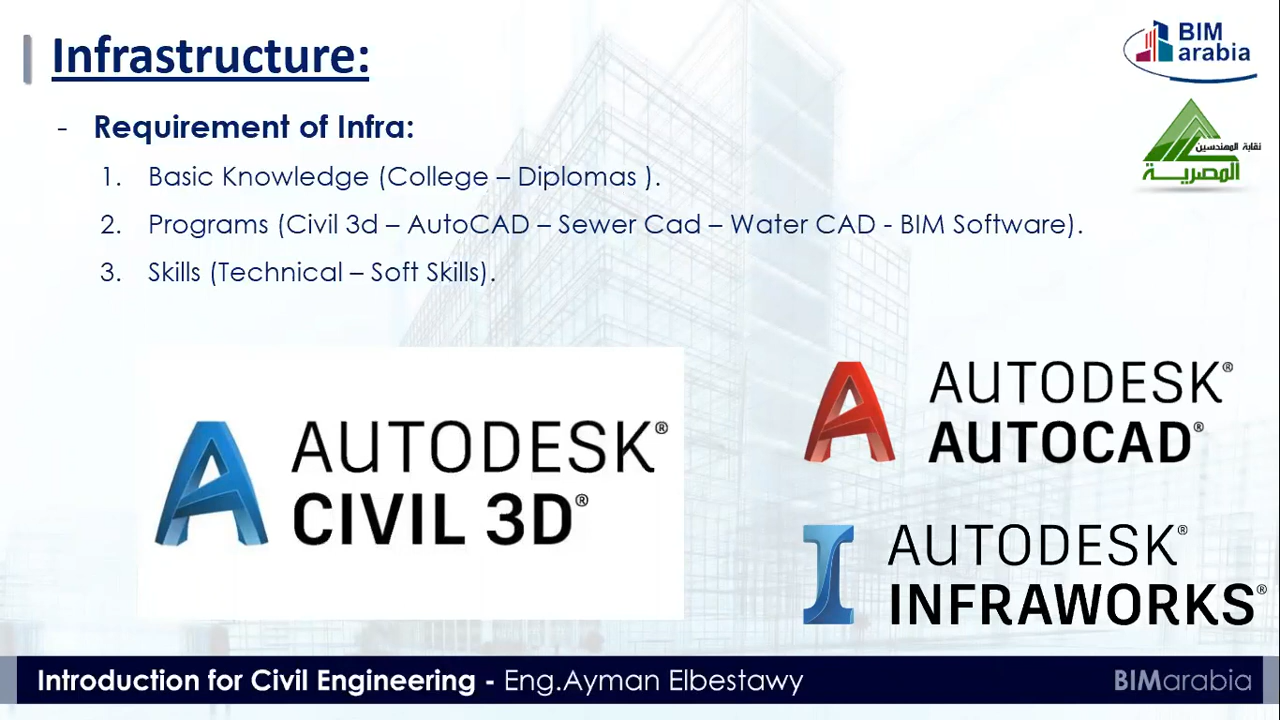 Infrastructure:
BIM
arabia
- Requirement of Infra:
نقابة المهندسين
المصرية
1. Basic Knowledge (College – Diplomas ).
2. Programs (Civil 3d – AutoCAD – Sewer Cad – Water CAD - BIM Software).
3. Skills (Technical – Soft Skills).
AUTODESK®
CIVIL 3D®
AUTODESK®
AUTOCAD®
AUTODESK®
INFRAWORKS®
Introduction for Civil Engineering - Eng.Ayman Elbestawy
BIMarabia